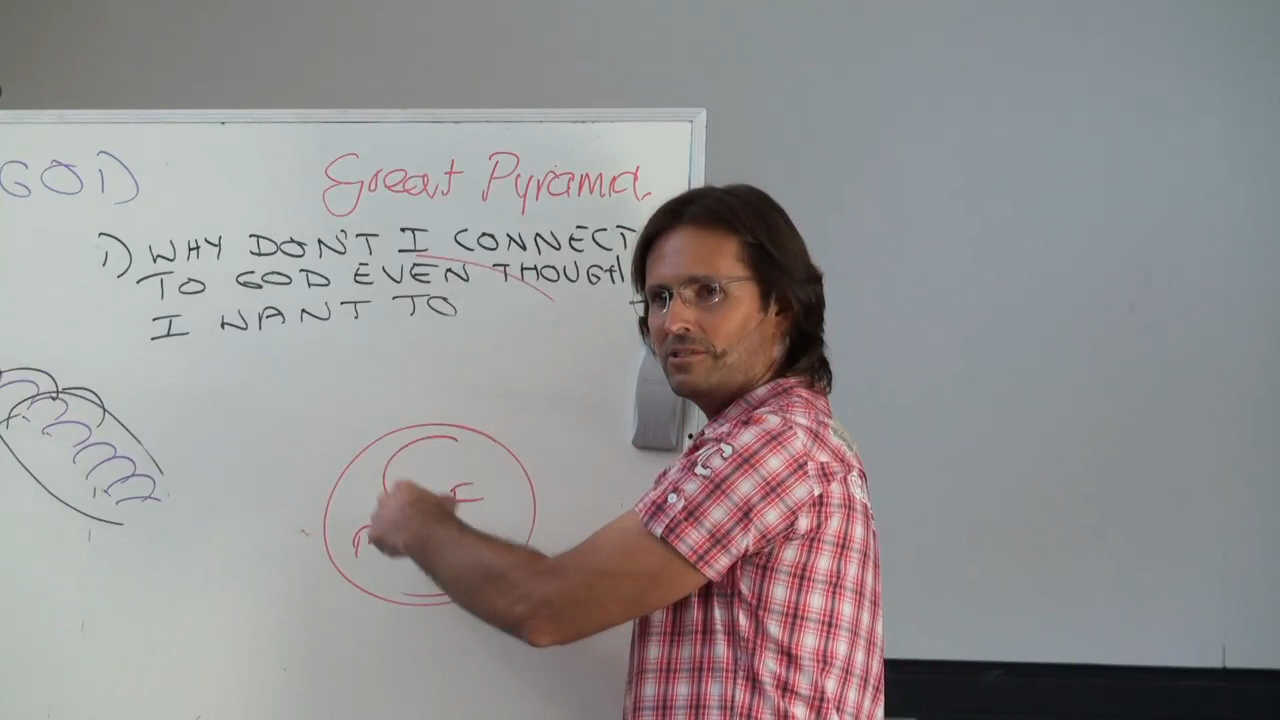 GOD
Great Pyramid
1) WHY DON'T I CONNECT
TO GOD EVEN THOUGH
I WANT TO